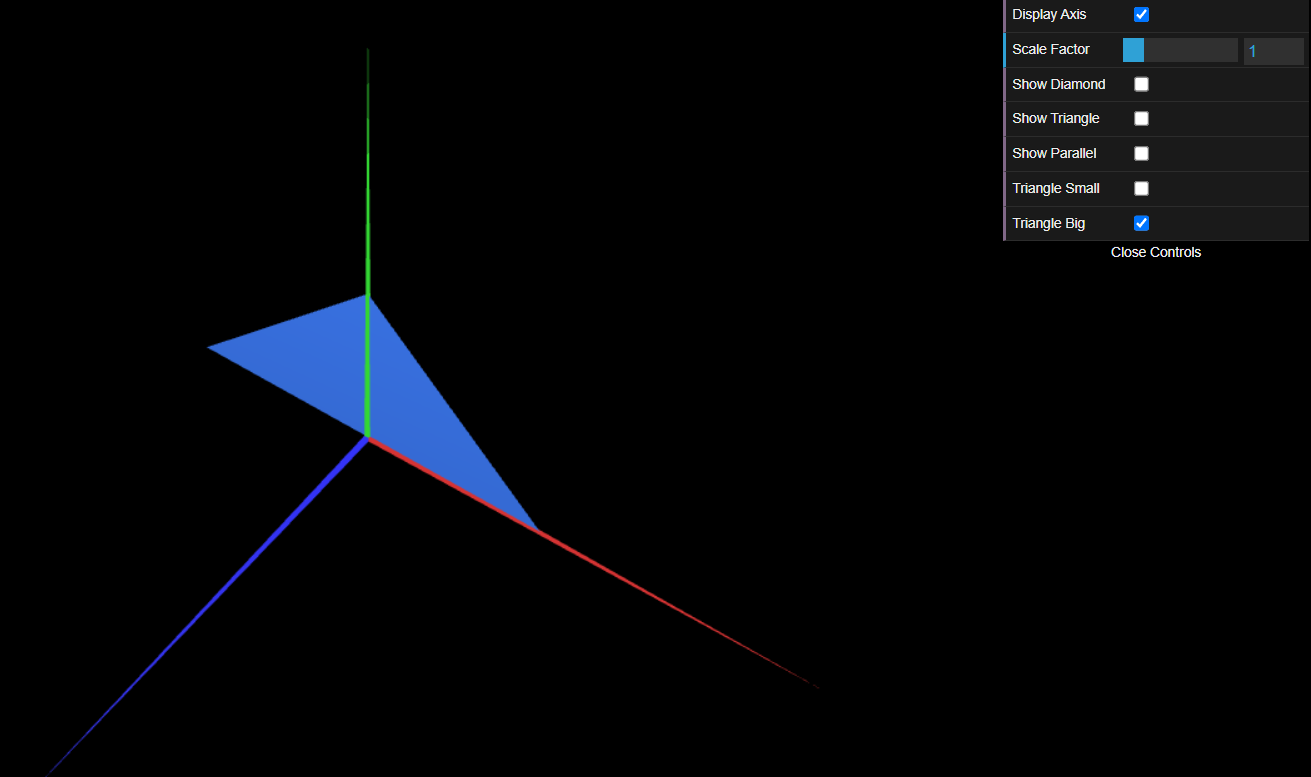 Display Axis
Scale Factor 1
Show Diamond
Show Triangle
Show Parallel
Triangle Small
Triangle Big
Close Controls